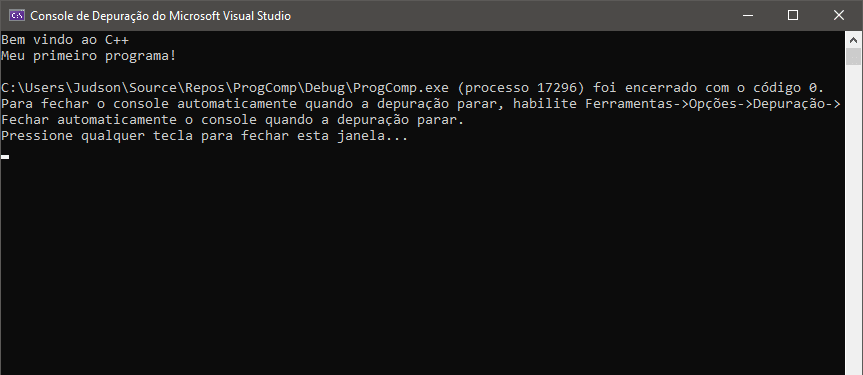 Console de Depuração do Microsoft Visual Studio
Bem vindo ao C++
Meu primeiro programa!
C:\Users\Judson\Source\Repos\ProgComp\Debug\ProgComp.exe (processo 17296) foi encerrado com o código 0.
Para fechar o console automaticamente quando a depuração parar, habilite Ferramentas->Opções->Depuração->
Fechar automaticamente o console quando a depuração parar.
Pressione qualquer tecla para fechar esta janela...